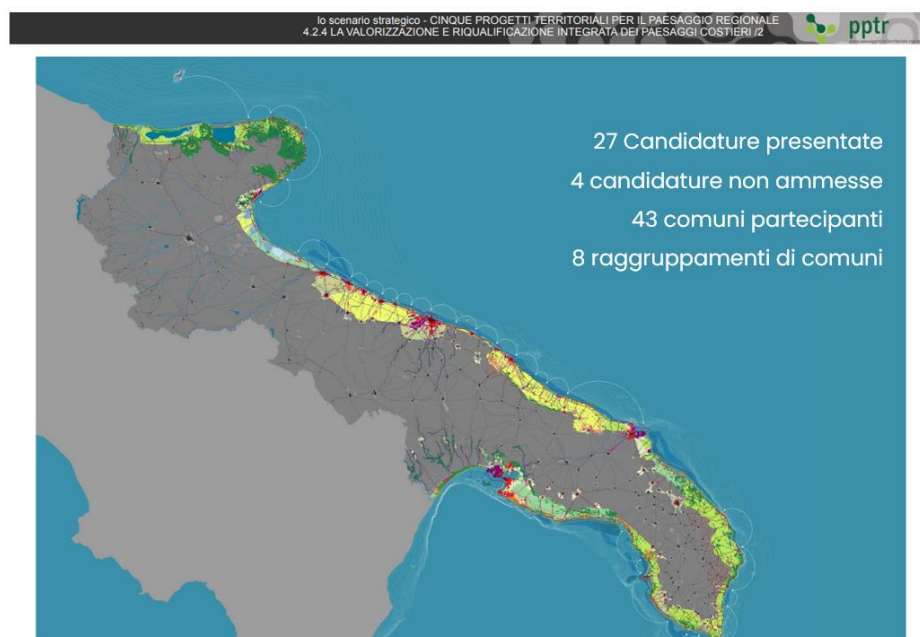 lo scenario strategico - CINQUE PROGETTI TERRITORIALI PER IL PAESAGGIO REGIONALE
4.2.4 LA VALORIZZAZIONE E RIQUALIFICAZIONE INTEGRATA DEI PAESAGGI COSTIERI /2
pptr
27 Candidature presentate
4 candidature non ammesse
43 comuni partecipanti
8 raggruppamenti di comuni